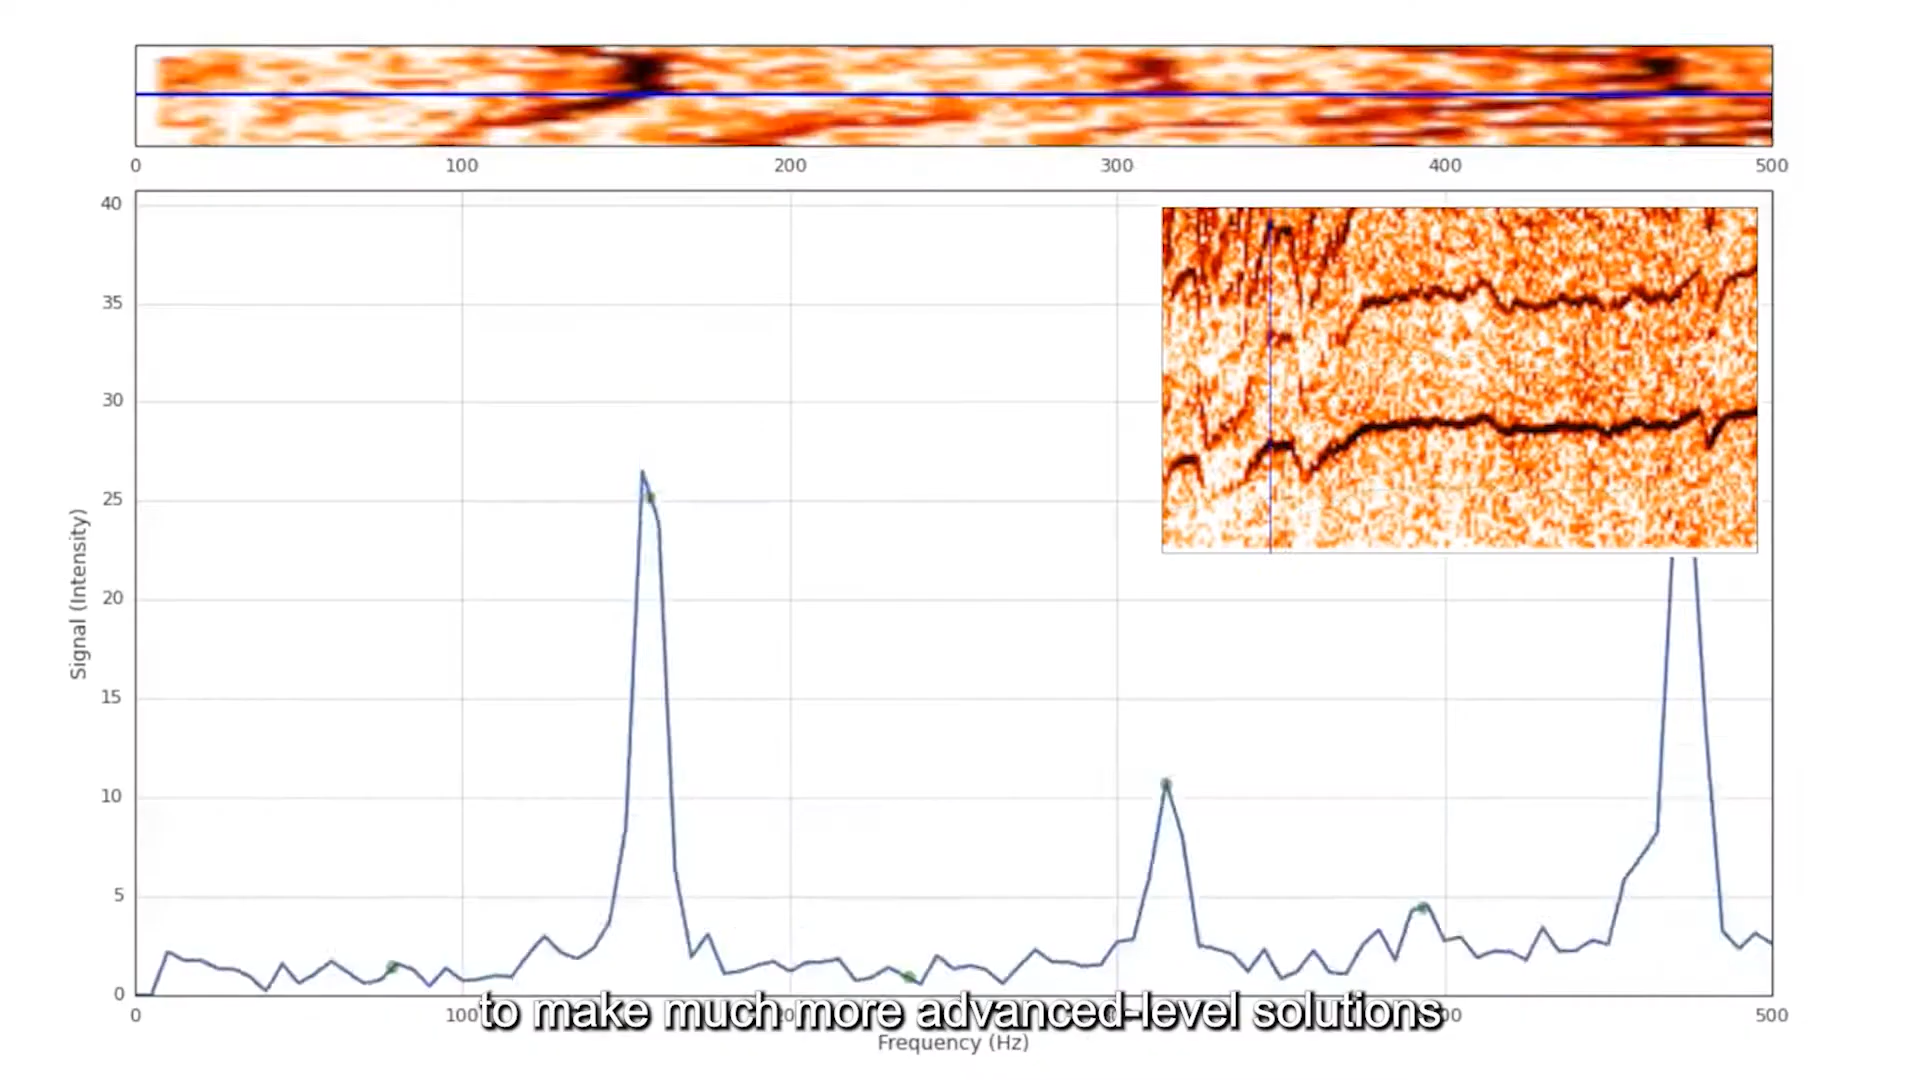 0 100 200 300 400 500
40
35
30
25
20
15
10
5
0
Signal (Intensity)
0 100 500
to make much more advanced-level solutions
Frequency (Hz)